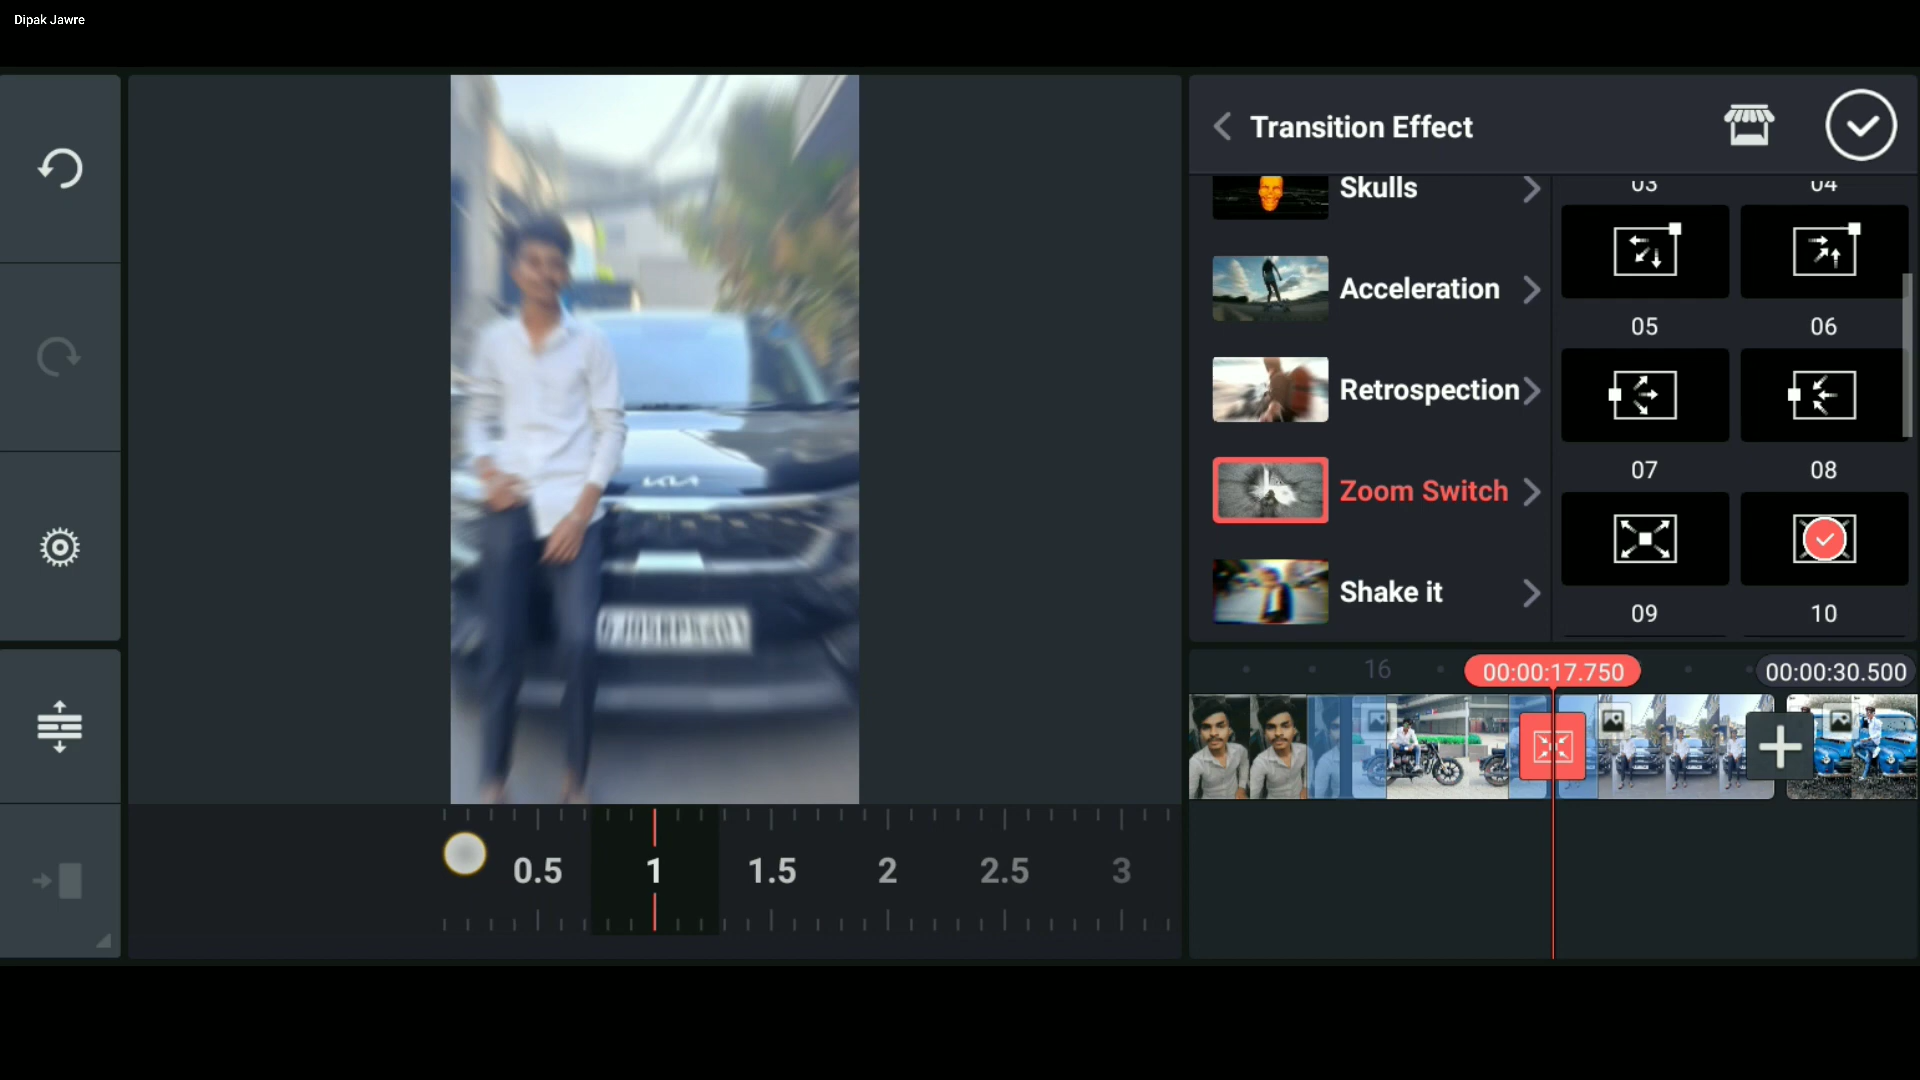 Dipak Jawre
Transition Effect
Skulls
03
04
Acceleration
05
06
Retrospection
07
08
Zoom Switch
Shake it
09
10
16
00:00:17.750
00:00:30.500
KIA
0.5
1
1.5
2
2.5
3